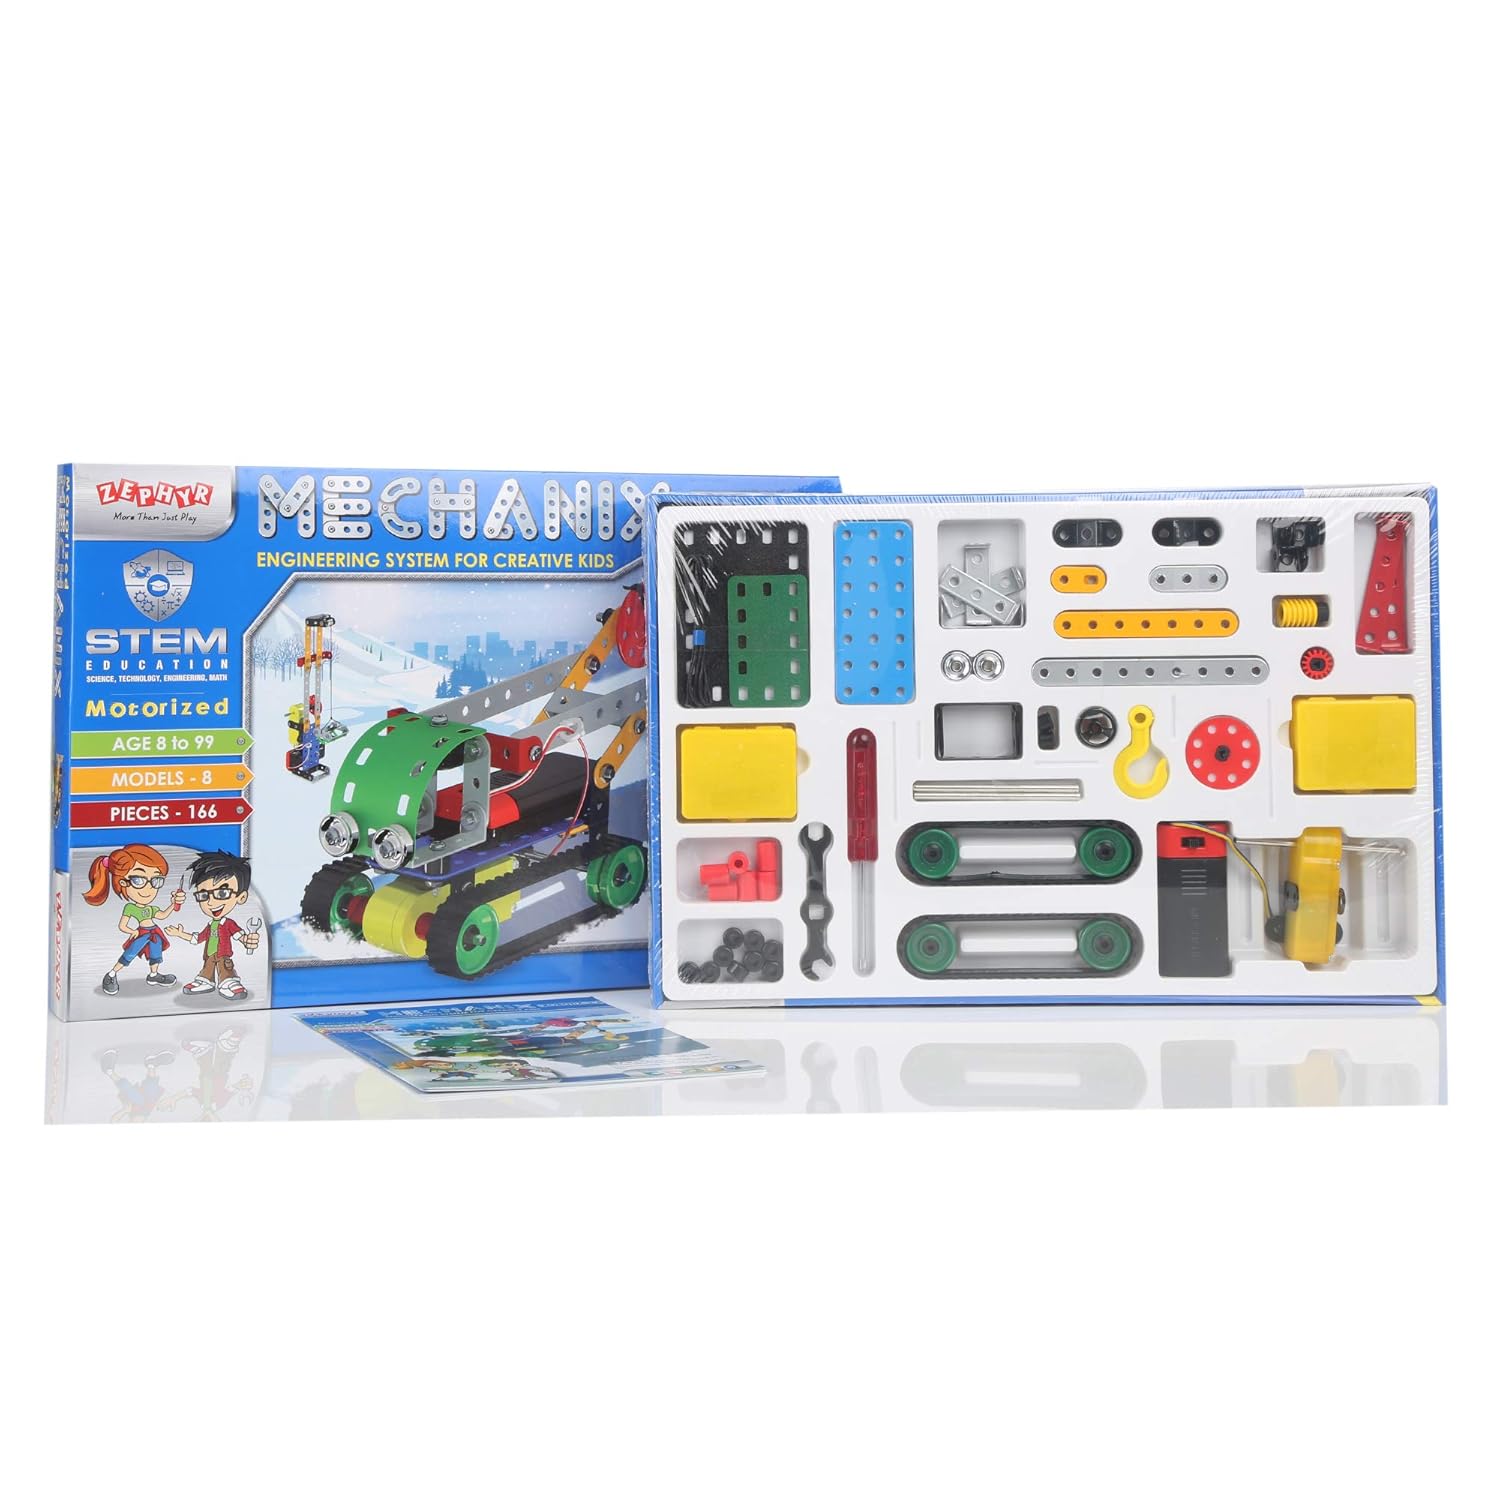 ZEPHYR
More Than Just Play
MECHANIX
ENGINEERING SYSTEM FOR CREATIVE KIDS
STEM
EDUCATION
SCIENCE, TECHNOLOGY, ENGINEERING, MATH
Motorized
AGE 8 to 99
MODELS - 8
PIECES - 166
MECHANIX